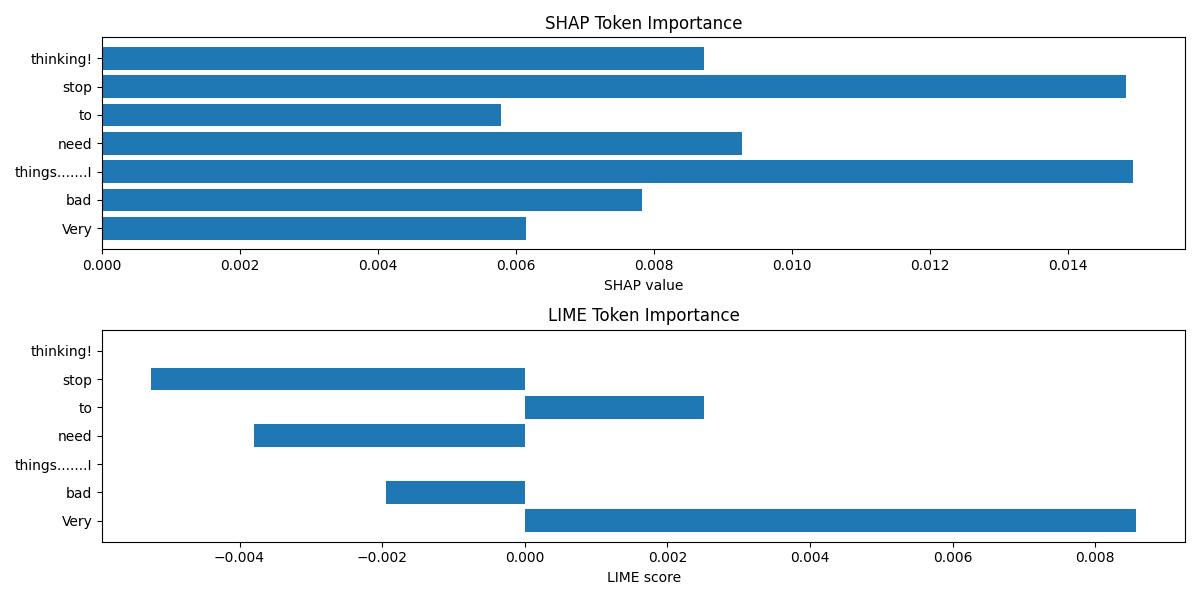 SHAP Token Importance
thinking!
stop
to
need
things.......I
bad
Very
0.000 0.002 0.004 0.006 0.008 0.010 0.012 0.014
SHAP value
LIME Token Importance
thinking!
stop
to
need
things.......I
bad
Very
−0.004 −0.002 0.000 0.002 0.004 0.006 0.008
LIME score